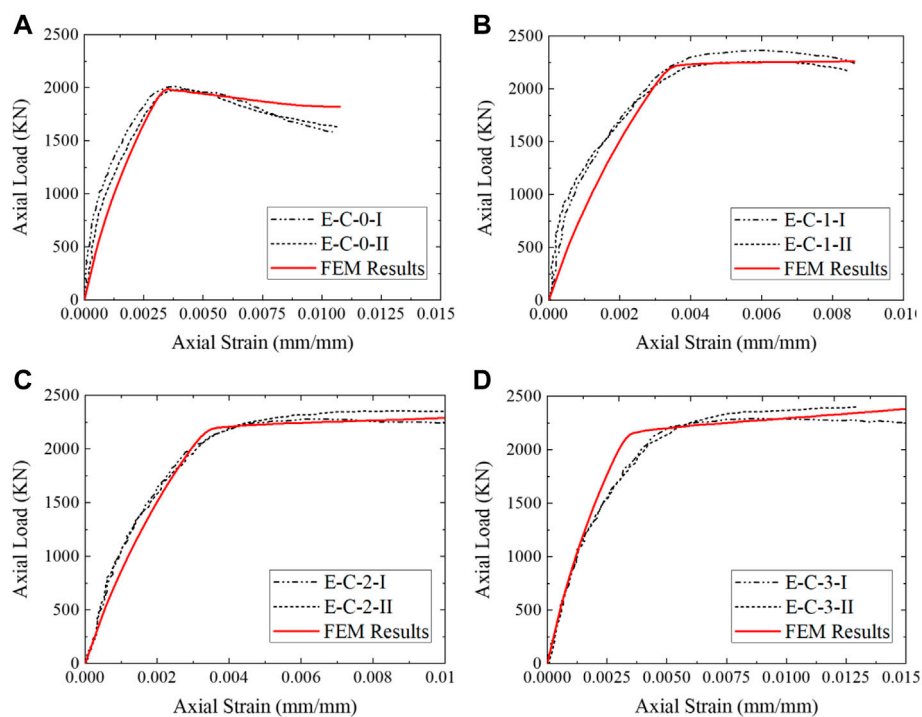 A
2500
2000
1500
1000
500
0
Axial Load (KN)
E-C-0-I
E-C-0-II
FEM Results
0.0000 0.0025 0.0050 0.0075 0.0100 0.0125 0.015
Axial Strain (mm/mm)
B
2500
2000
1500
1000
500
0
Axial Load (KN)
E-C-1-I
E-C-1-II
FEM Results
0.000 0.002 0.004 0.006 0.008 0.01
Axial Strain (mm/mm)
C
2500
2000
1500
1000
500
0
Axial Load (KN)
E-C-2-I
E-C-2-II
FEM Results
0.000 0.002 0.004 0.006 0.008 0.01
Axial Strain (mm/mm)
D
2500
2000
1500
1000
500
0
Axial Load (KN)
E-C-3-I
E-C-3-II
FEM Results
0.0000 0.0025 0.0050 0.0075 0.0100 0.0125 0.015
Axial Strain (mm/mm)